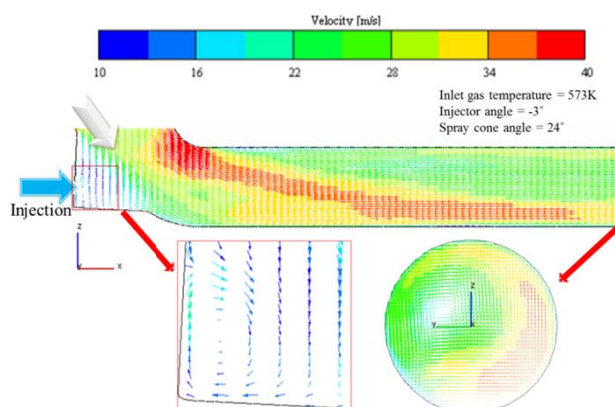 Velocity [m/s]
10 16 22 28 34 40
Inlet gas temperature = 573K
Injector angle = -3˚
Spray cone angle = 24˚
Injection
z
y x
z
y x